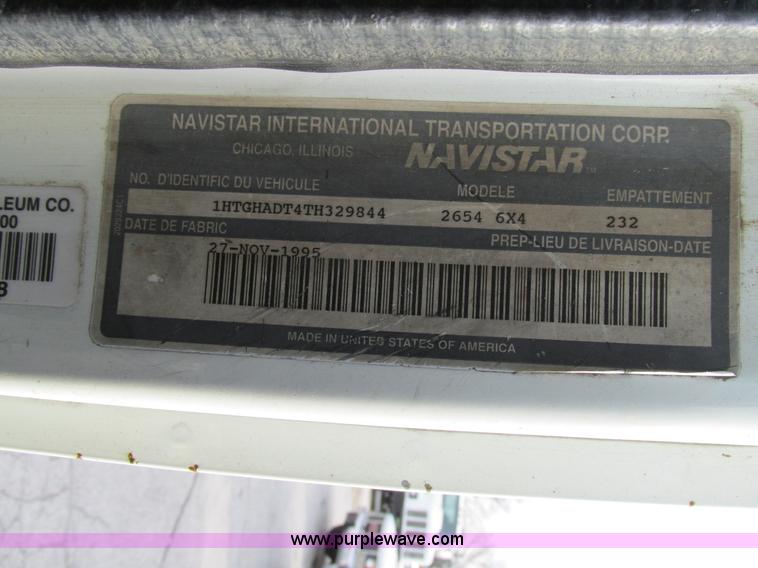 NAVISTAR INTERNATIONAL TRANSPORTATION CORP.
CHICAGO, ILLINOIS NAVISTAR
NO. D'IDENTIFIC DU VEHICULE MODELE EMPATTEMENT
1HTGHADT4TH329844 2654 6X4 232
DATE DE FABRIC PREP-LIEU DE LIVRAISON-DATE
27-NOV-1995
MADE IN UNITED STATES OF AMERICA
LEUM CO.
00
8
www.purplewave.com